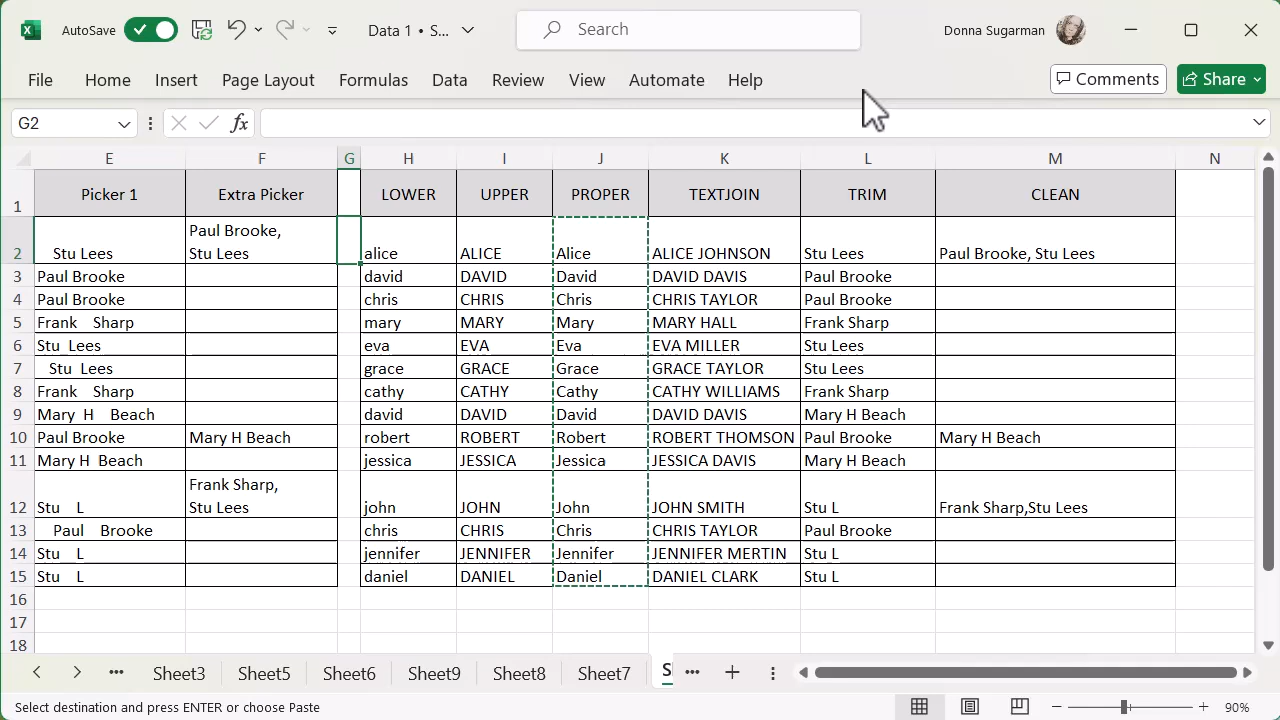 AutoSave Data 1 • S... Search Donna Sugarman
File Home Insert Page Layout Formulas Data Review View Automate Help Comments Share
G2 fx
E F G H I J K L M N
1 Picker 1 Extra Picker LOWER UPPER PROPER TEXTJOIN TRIM CLEAN
Paul Brooke,
2 Stu Lees Stu Lees alice ALICE Alice ALICE JOHNSON Stu Lees Paul Brooke, Stu Lees
3 Paul Brooke david DAVID David DAVID DAVIS Paul Brooke
4 Paul Brooke chris CHRIS Chris CHRIS TAYLOR Paul Brooke
5 Frank    Sharp mary MARY Mary MARY HALL Frank Sharp
6 Stu  Lees eva EVA Eva EVA MILLER Stu Lees
7 Stu  Lees grace GRACE Grace GRACE TAYLOR Stu Lees
8 Frank    Sharp cathy CATHY Cathy CATHY WILLIAMS Frank Sharp
9 Mary  H    Beach david DAVID David DAVID DAVIS Mary H Beach
10 Paul Brooke Mary H Beach robert ROBERT Robert ROBERT THOMSON Paul Brooke Mary H Beach
11 Mary H  Beach jessica JESSICA Jessica JESSICA DAVIS Mary H Beach
Frank Sharp,
12 Stu    L Stu Lees john JOHN John JOHN SMITH Stu L Frank Sharp,Stu Lees
13 Paul    Brooke chris CHRIS Chris CHRIS TAYLOR Paul Brooke
14 Stu    L jennifer JENNIFER Jennifer JENNIFER MERTIN Stu L
15 Stu    L daniel DANIEL Daniel DANIEL CLARK Stu L
16
17
18
... Sheet3 Sheet5 Sheet6 Sheet9 Sheet8 Sheet7 ...
Select destination and press ENTER or choose Paste 90%